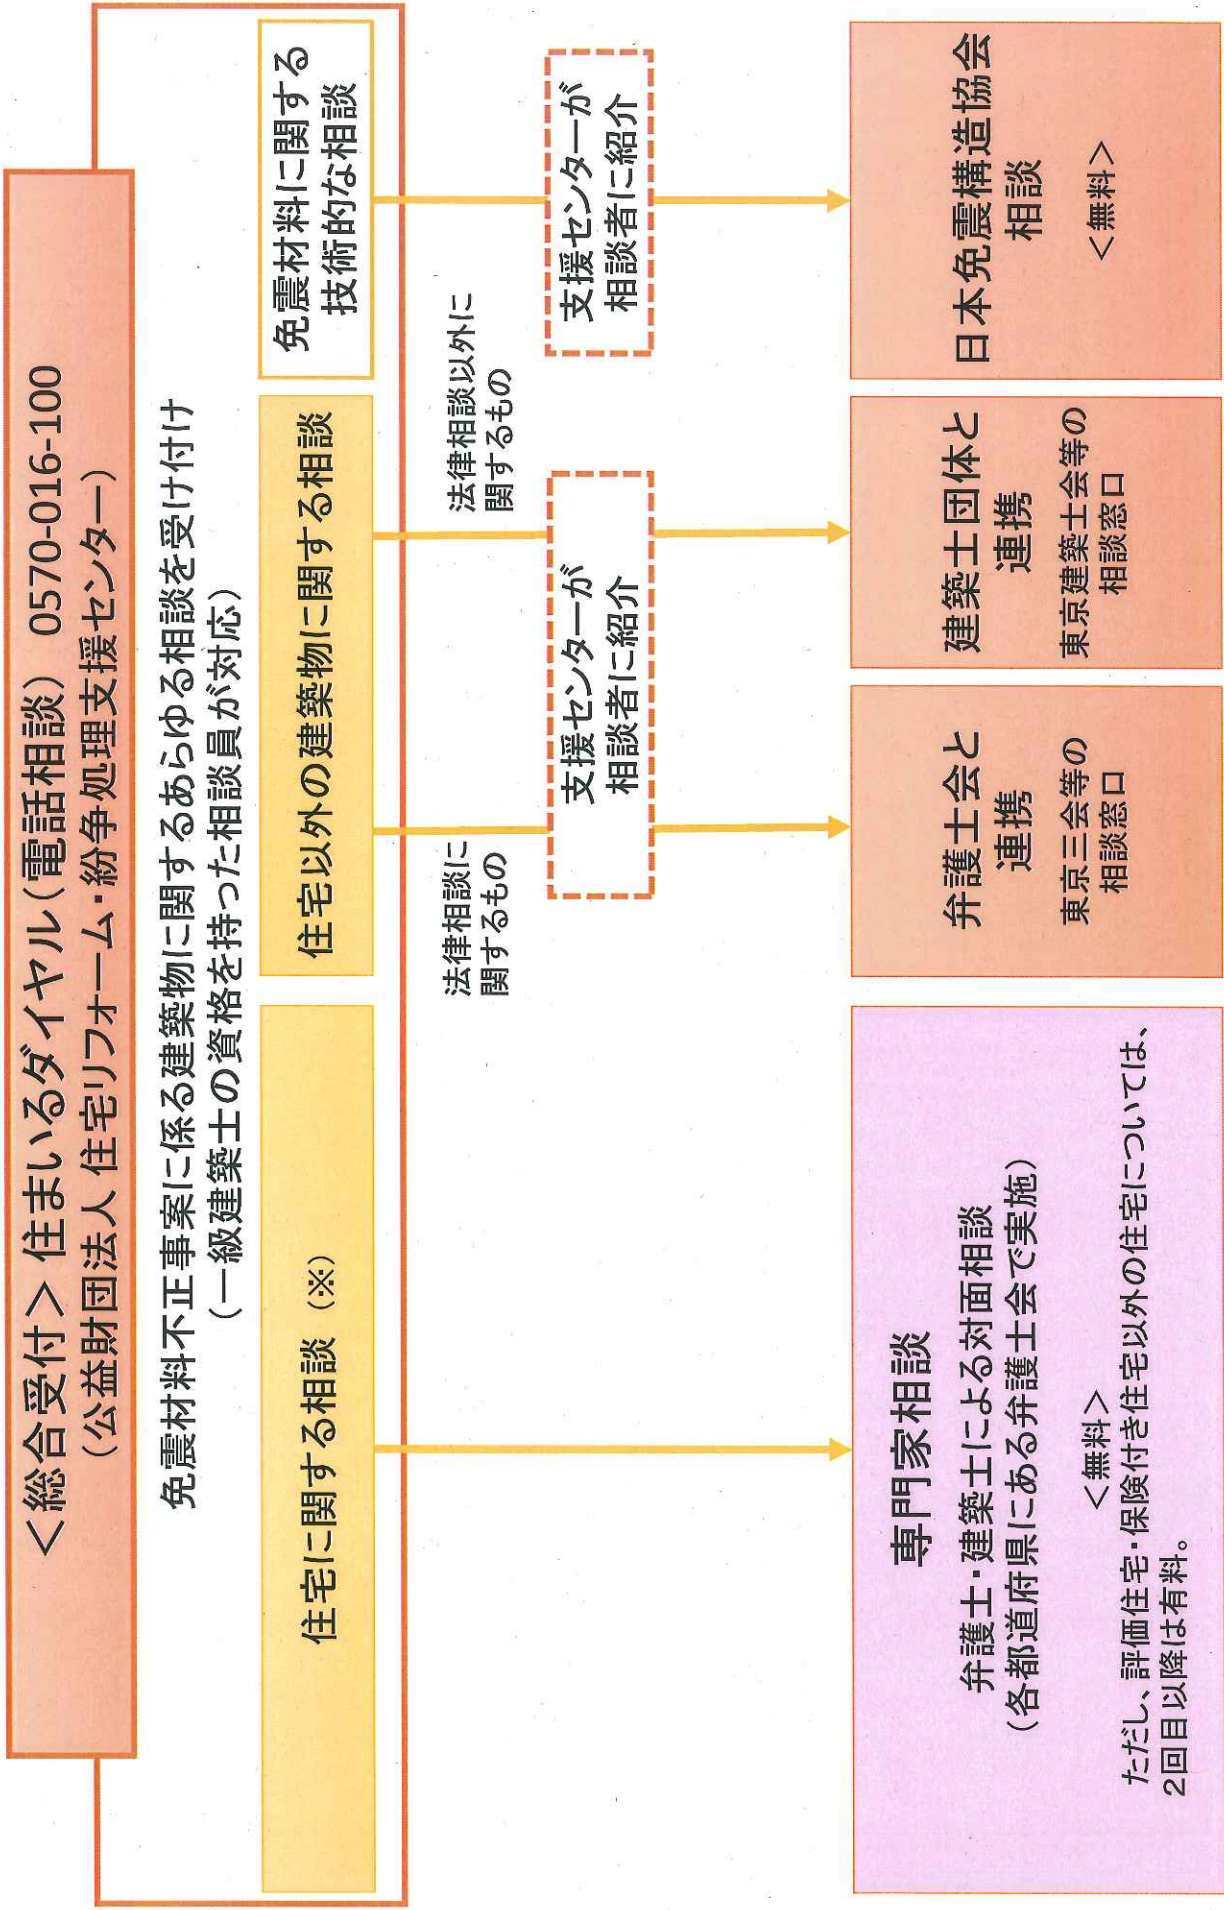 ＜総合受付＞住まいるダイヤル（電話相談） 0570-016-100
（公益財団法人 住宅リフォーム・紛争処理支援センター）
免震材料不正事案に係る建築物に関するあらゆる相談を受け付け
（一級建築士の資格を持った相談員が対応）
住宅に関する相談（※）
住宅以外の建築物に関する相談
免震材料に関する
技術的な相談
法律相談に
関するもの
法律相談以外に
関するもの
支援センターが
相談者に紹介
支援センターが
相談者に紹介
専門家相談
弁護士・建築士による対面相談
（各都道府県にある弁護士会で実施）
＜無料＞
ただし、評価住宅・保険付き住宅以外の住宅については、
2回目以降は有料。
弁護士会と
連携
東京三会等の
相談窓口
建築士団体と
連携
東京建築士会等の
相談窓口
日本免震構造協会
相談
＜無料＞